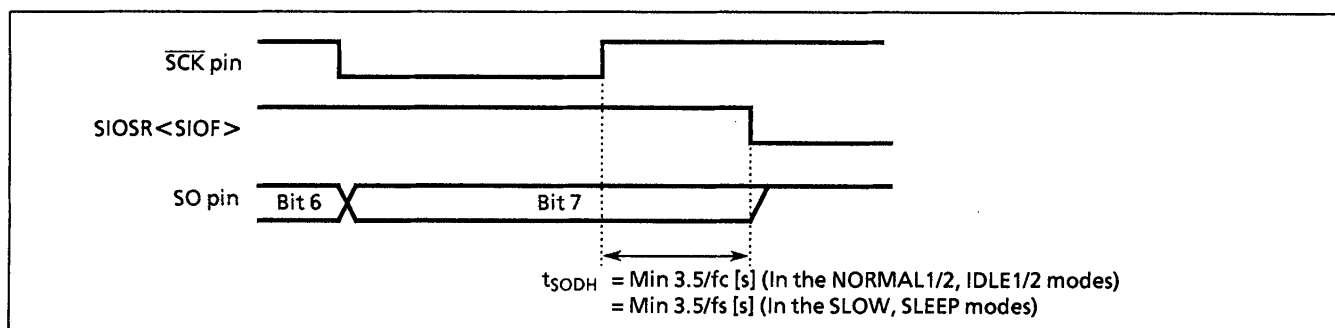 SCK pin
SIOSR<SIOF>
SO pin
Bit 6
Bit 7
tSODH = Min 3.5/fc [s] (In the NORMAL1/2, IDLE1/2 modes)
= Min 3.5/fs [s] (In the SLOW, SLEEP modes)